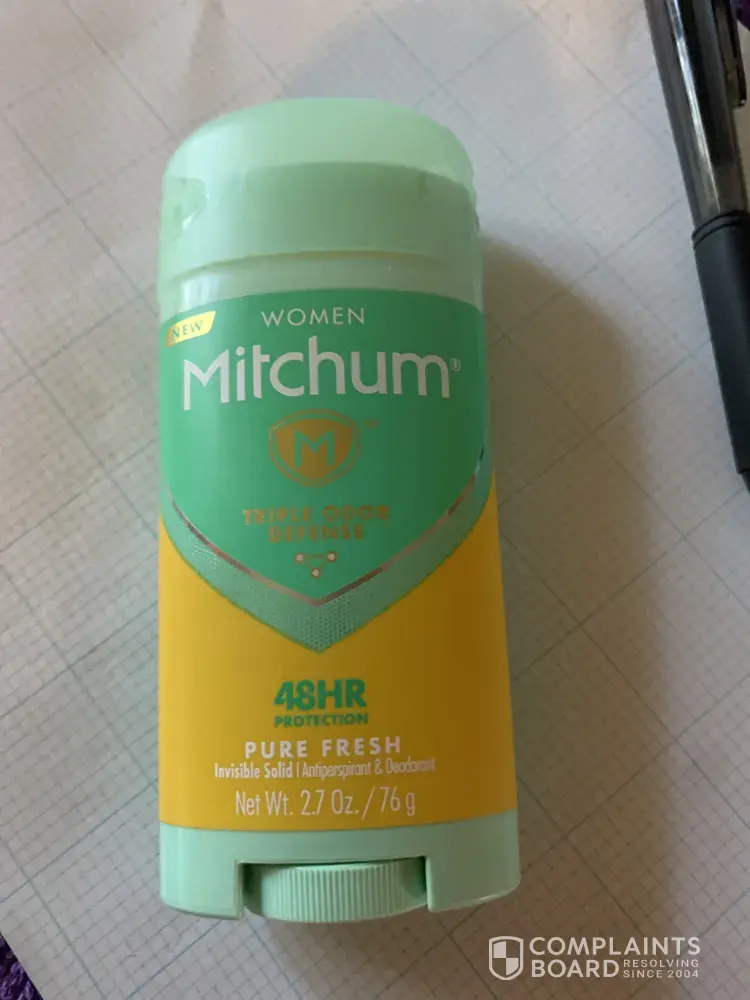 NEW
WOMEN
Mitchum®
M ™
TRIPLE ODOR
DEFENSE
48HR
PROTECTION
PURE FRESH
Invisible Solid | Antiperspirant & Deodorant
Net Wt. 2.7 Oz. / 76 g
COMPLAINTS
BOARD RESOLVING
SINCE 2004